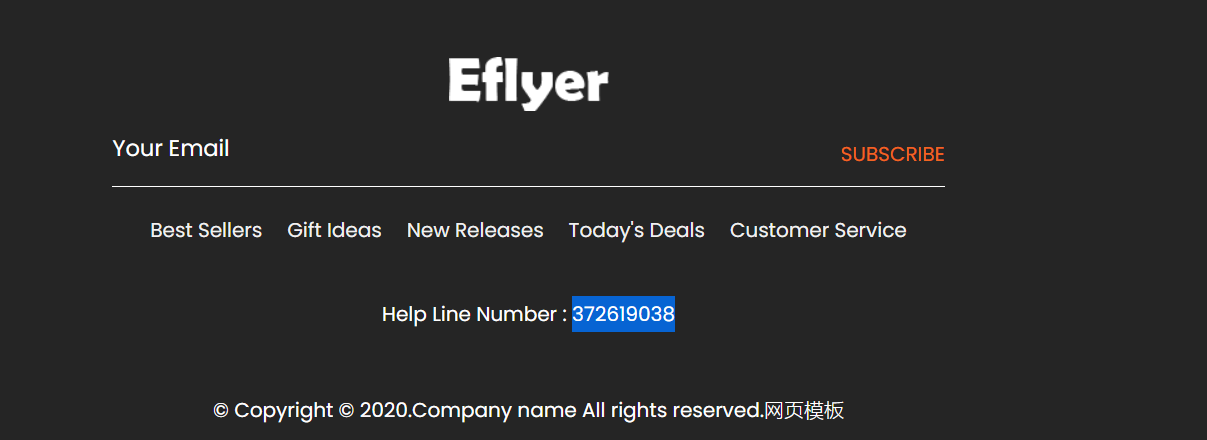 Eflyer
Your Email
SUBSCRIBE
Best Sellers Gift Ideas New Releases Today's Deals Customer Service
Help Line Number : 372619038
© Copyright © 2020.Company name All rights reserved.网页模板